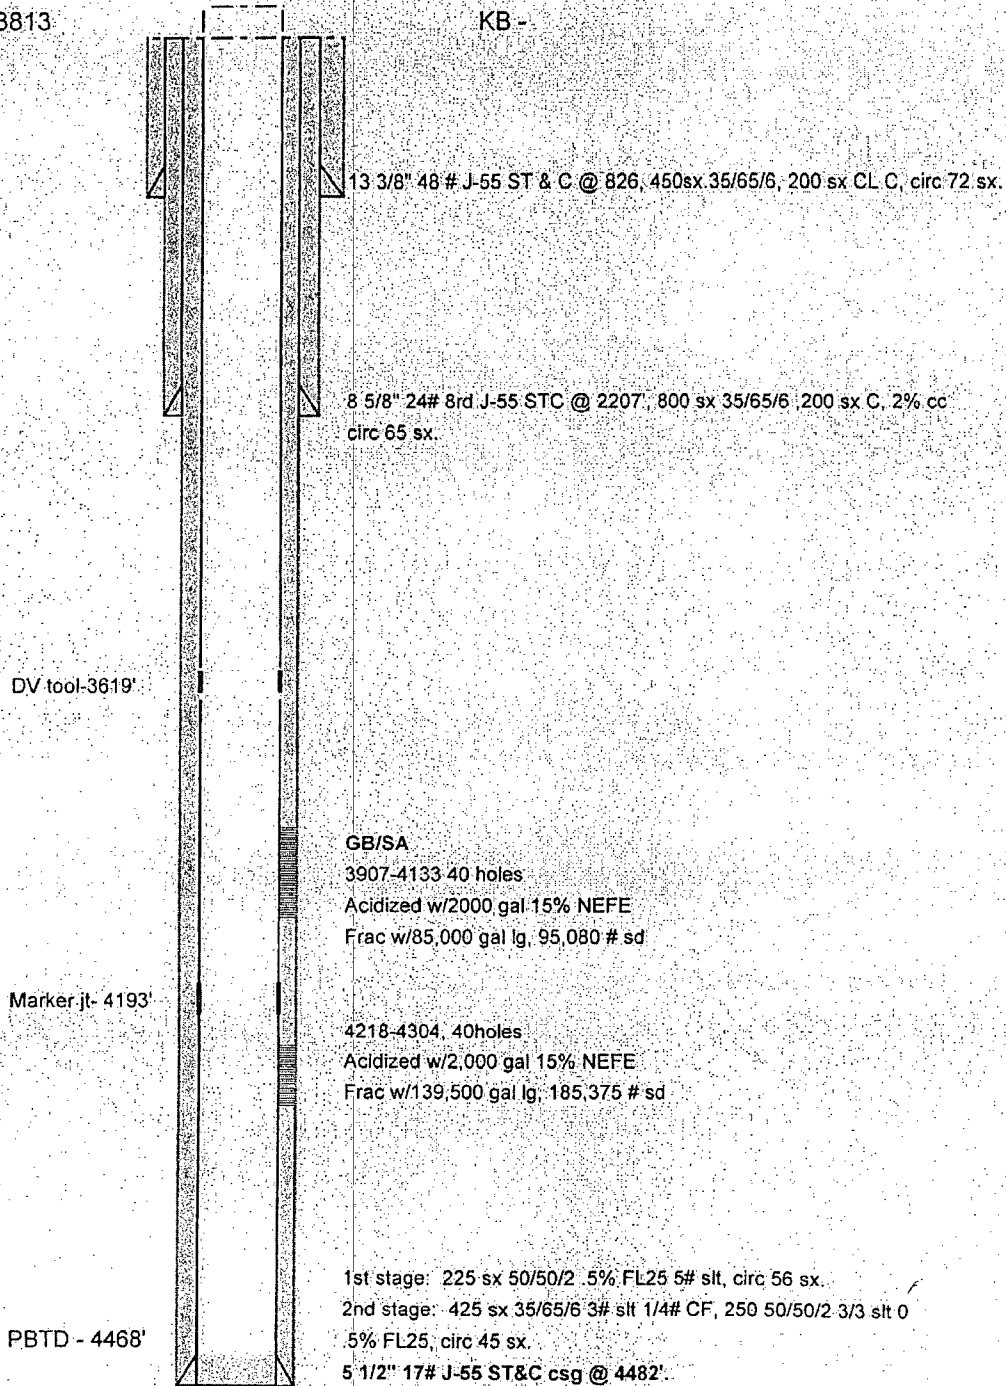 3813
KB -
13 3/8" 48 # J-55 ST & C @ 826, 450sx 35/65/6, 200 sx CL C, circ 72 sx.
8 5/8" 24# 8rd J-55 STC @ 2207', 800 sx 35/65/6 ,200 sx C, 2% cc
circ 65 sx.
DV tool-3619'
GB/SA
3907-4133 40 holes
Acidized w/2000 gal 15% NEFE
Frac w/85,000 gal lg, 95,080 # sd
Marker jt- 4193'
4218-4304, 40holes
Acidized w/2,000 gal 15% NEFE
Frac w/139,500 gal lg, 185,375 # sd
1st stage: 225 sx 50/50/2 .5% FL25 5# slt, circ 56 sx.
2nd stage: 425 sx 35/65/6 3# slt 1/4# CF, 250 50/50/2 3/3 slt 0
.5% FL25, circ 45 sx.
PBTD - 4468'
5 1/2" 17# J-55 ST&C csg @ 4482'.